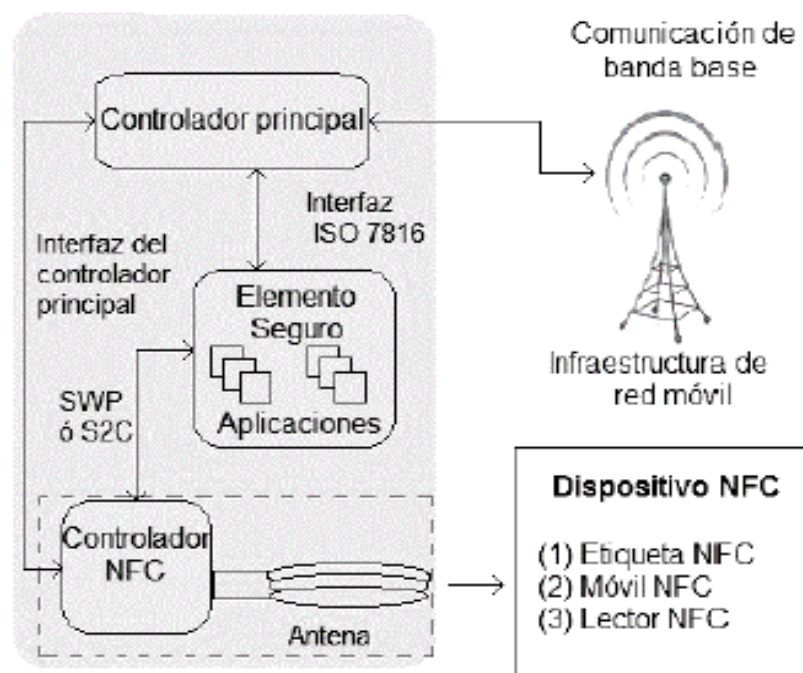 Comunicación de
banda base
Controlador principal
Interfaz
ISO 7816
Interfaz del
controlador
principal
Elemento
Seguro
Aplicaciones
SWP
ó S2C
Infraestructura de
red móvil
Controlador
NFC
Antena
Dispositivo NFC
(1) Etiqueta NFC
(2) Móvil NFC
(3) Lector NFC